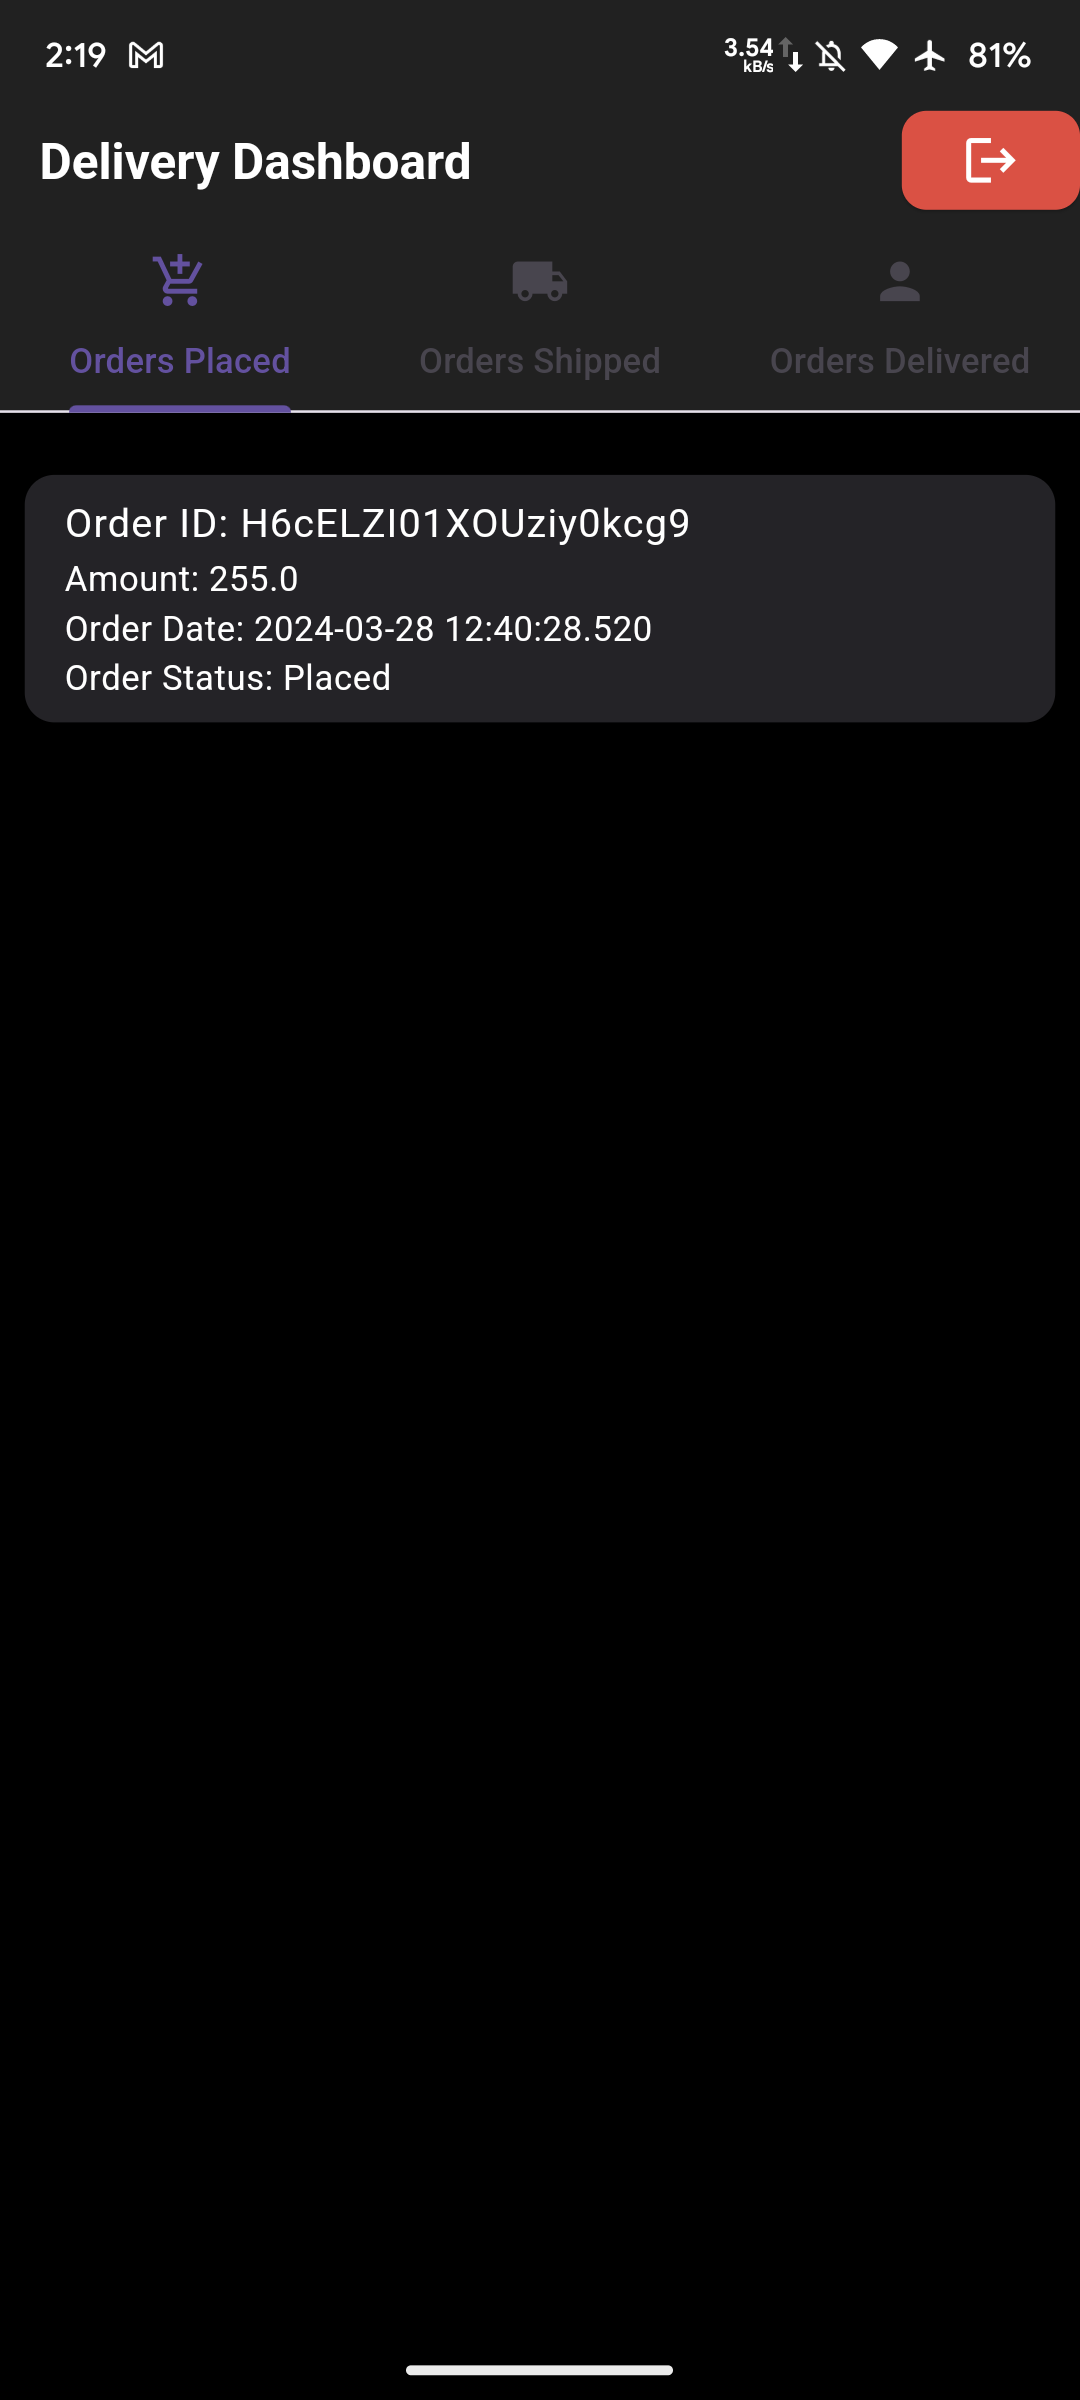 2:19
3.54
kB/s
81%
Delivery Dashboard
Orders Placed
Orders Shipped
Orders Delivered
Order ID: H6cELZI01XOUziy0kcg9
Amount: 255.0
Order Date: 2024-03-28 12:40:28.520
Order Status: Placed